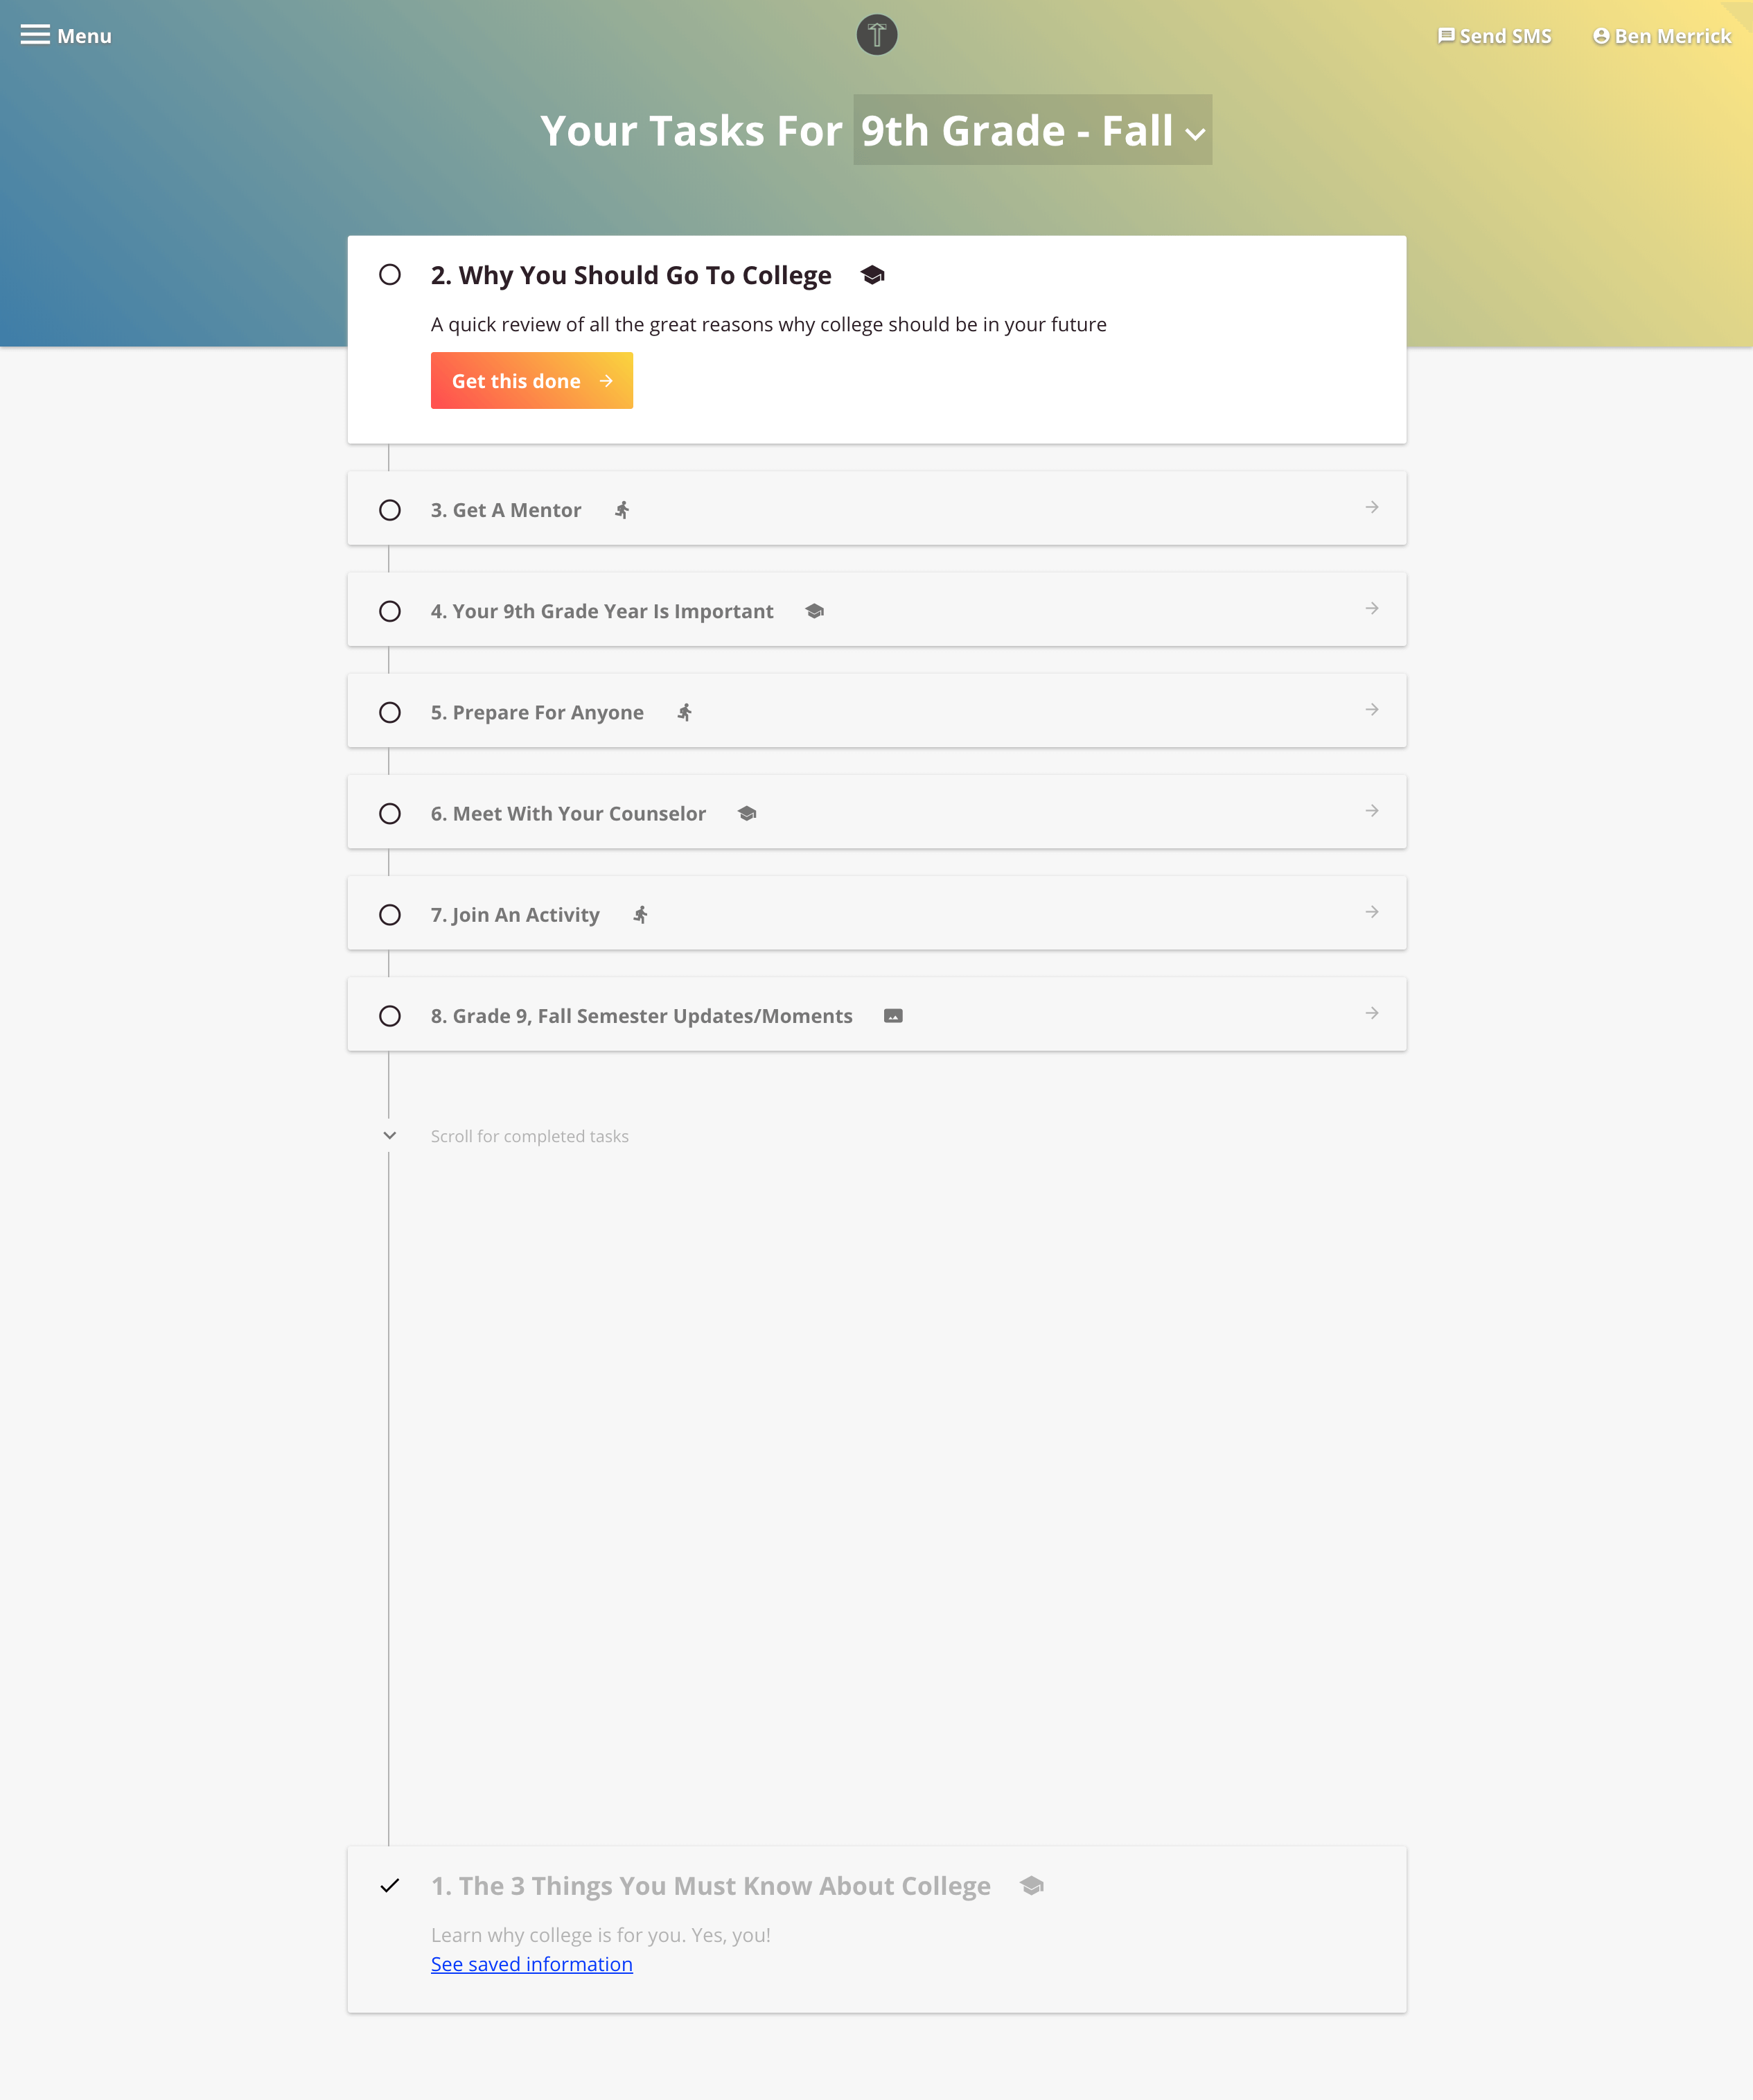 Menu
Send SMS
Ben Merrick
Your Tasks For 9th Grade - Fall
2. Why You Should Go To College
A quick review of all the great reasons why college should be in your future
Get this done
3. Get A Mentor
4. Your 9th Grade Year Is Important
5. Prepare For Anyone
6. Meet With Your Counselor
7. Join An Activity
8. Grade 9, Fall Semester Updates/Moments
Scroll for completed tasks
1. The 3 Things You Must Know About College
Learn why college is for you. Yes, you!
See saved information